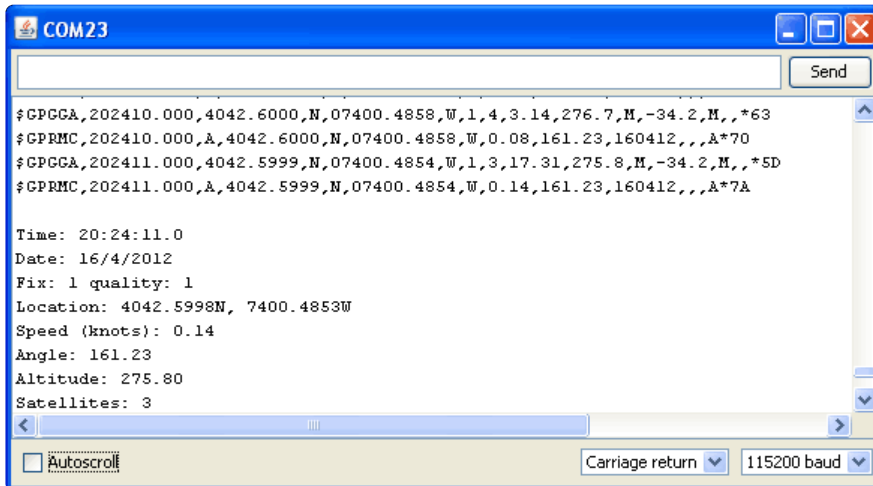 COM23
Send
$GPGGA,202410.000,4042.6000,N,07400.4858,W,1,4,3.14,276.7,M,-34.2,M,,*63
$GPRMC,202410.000,A,4042.6000,N,07400.4858,W,0.08,161.23,160412,,,A*70
$GPGGA,202411.000,4042.5999,N,07400.4854,W,1,3,17.31,275.8,M,-34.2,M,,*5D
$GPRMC,202411.000,A,4042.5999,N,07400.4854,W,0.14,161.23,160412,,,A*7A
Time: 20:24:11.0
Date: 16/4/2012
Fix: 1 quality: 1
Location: 4042.5998N, 7400.4853W
Speed (knots): 0.14
Angle: 161.23
Altitude: 275.80
Satellites: 3
Autoscroll
Carriage return
115200 baud